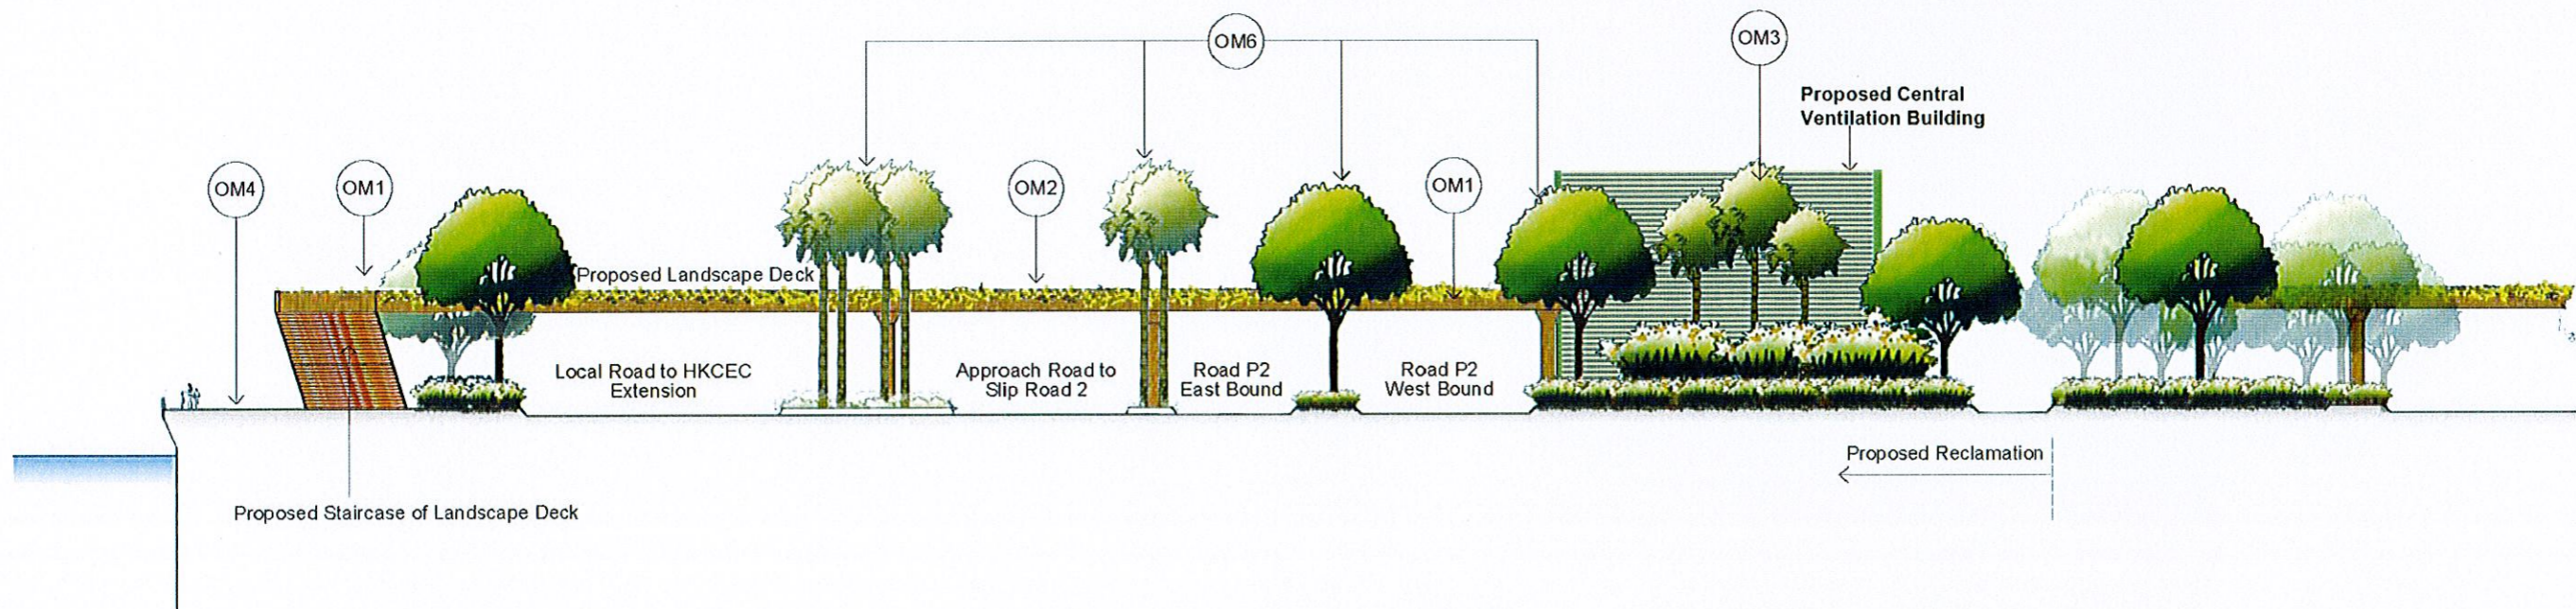 OM6
OM3
Proposed Central
Ventilation Building
OM4
OM1
OM2
OM1
Proposed Landscape Deck
Local Road to HKCEC
Extension
Approach Road to
Slip Road 2
Road P2
East Bound
Road P2
West Bound
Proposed Reclamation
Proposed Staircase of Landscape Deck